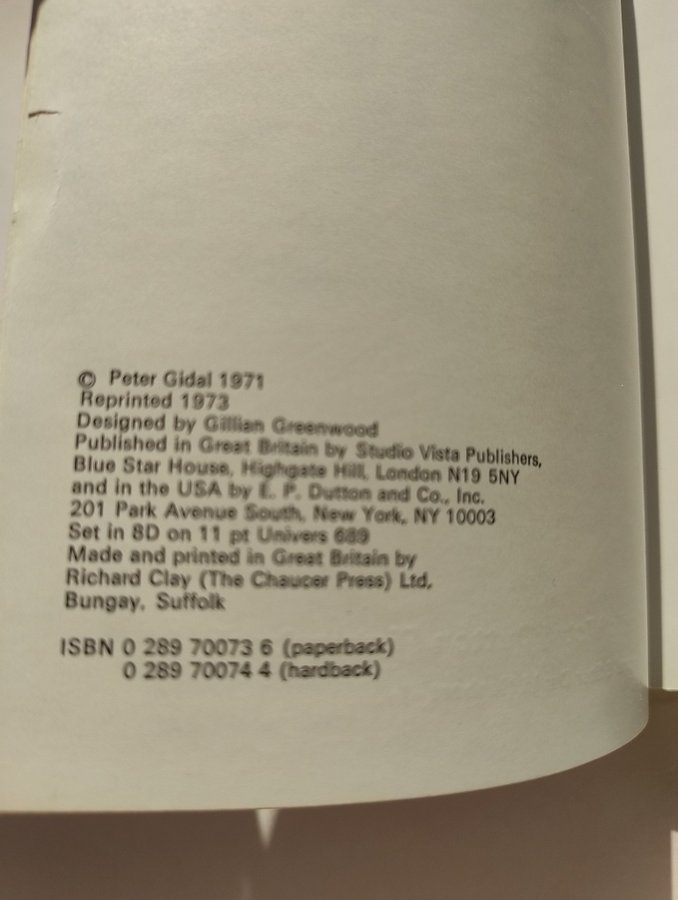 © Peter Gidal 1971
Reprinted 1973
Designed by Gillian Greenwood
Published in Great Britain by Studio Vista Publishers,
Blue Star House, Highgate Hill, London N19 5NY
and in the USA by E. P. Dutton and Co., Inc.
201 Park Avenue South, New York, NY 10003
Set in 8D on 11 pt Univers 689
Made and printed in Great Britain by
Richard Clay (The Chaucer Press) Ltd,
Bungay, Suffolk
ISBN 0 289 70073 6 (paperback)
0 289 70074 4 (hardback)